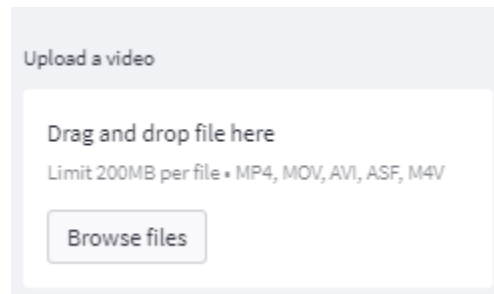 Upload a video
Drag and drop file here
Limit 200MB per file • MP4, MOV, AVI, ASF, M4V
Browse files